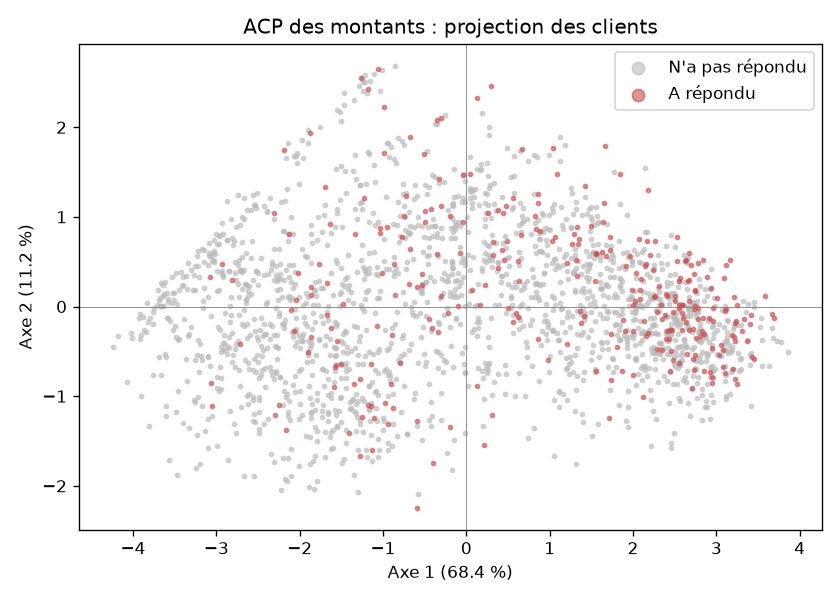 ACP des montants : projection des clients
N'a pas répondu
A répondu
2
1
0
−1
−2
Axe 2 (11.2 %)
−4 −3 −2 −1 0 1 2 3 4
Axe 1 (68.4 %)